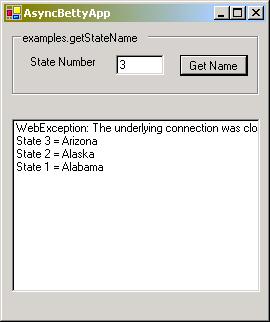 AsyncBettyApp
examples.getStateName
State Number
3
Get Name
WebException: The underlying connection was clo
State 3 = Arizona
State 2 = Alaska
State 1 = Alabama